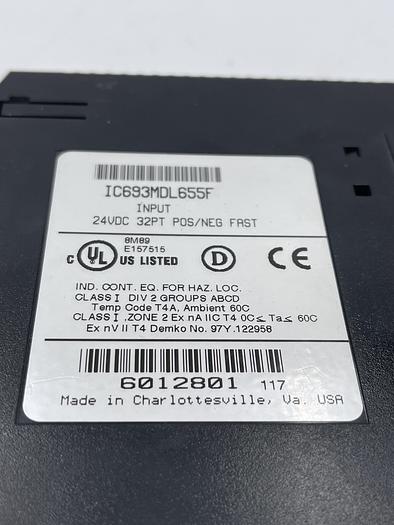 IC693MDL655F
INPUT
24VDC 32PT POS/NEG FAST
8M89
E157515
C UL US LISTED D CE
IND. CONT. EQ. FOR HAZ. LOC.
CLASS I DIV 2 GROUPS ABCD
Temp Code T4A, Ambient 60C
CLASS I .ZONE 2 Ex nA IIC T4 0C≤ Ta≤ 60C
Ex nV II T4 Demko No. 97Y.122958
6012801 117
Made in Charlottesville, Va. USA